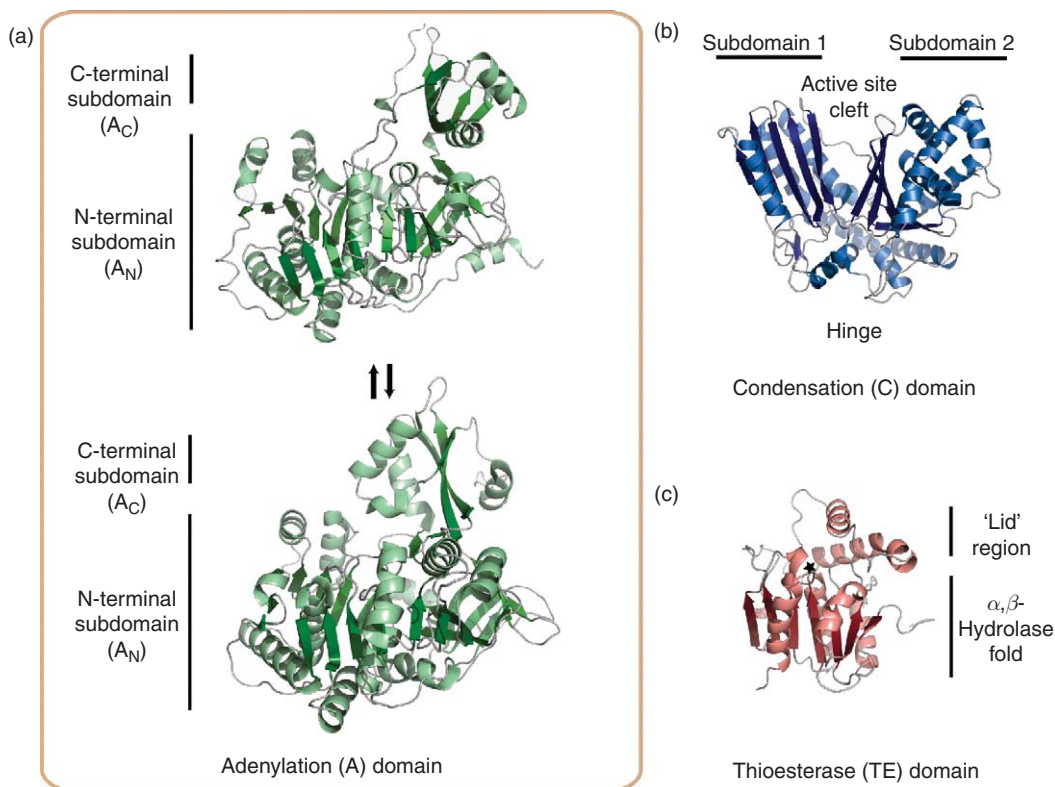 (a)
C-terminal
subdomain
(A_C)
N-terminal
subdomain
(A_N)
C-terminal
subdomain
(A_C)
N-terminal
subdomain
(A_N)
Adenylation (A) domain
(b)
Subdomain 1
Subdomain 2
Active site
cleft
Hinge
Condensation (C) domain
(c)
‘Lid’
region
α,β-
Hydrolase
fold
Thioesterase (TE) domain